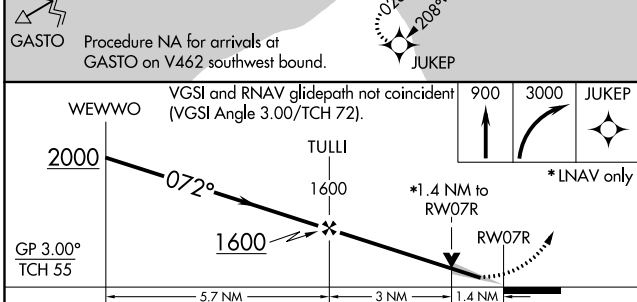 GASTO
Procedure NA for arrivals at
GASTO on V462 southwest bound.
208°
JUKEP
VGSI and RNAV glidepath not coincident
(VGSI Angle 3.00/TCH 72).
900
3000
JUKEP
WEWWO
2000
072°
TULLI
1600
1600
*1.4 NM to
RW07R
RW07R
* LNAV only
GP 3.00°
TCH 55
5.7 NM
3 NM
1.4 NM